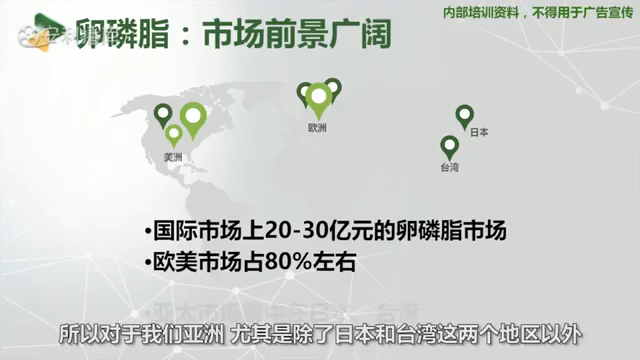 内部培训资料，不得用于广告宣传
卵磷脂：市场前景广阔
美洲
欧洲
日本
台湾
•国际市场上20-30亿元的卵磷脂市场
•欧美市场占80%左右
所以对于我们亚洲 尤其是除了日本和台湾这两个地区以外